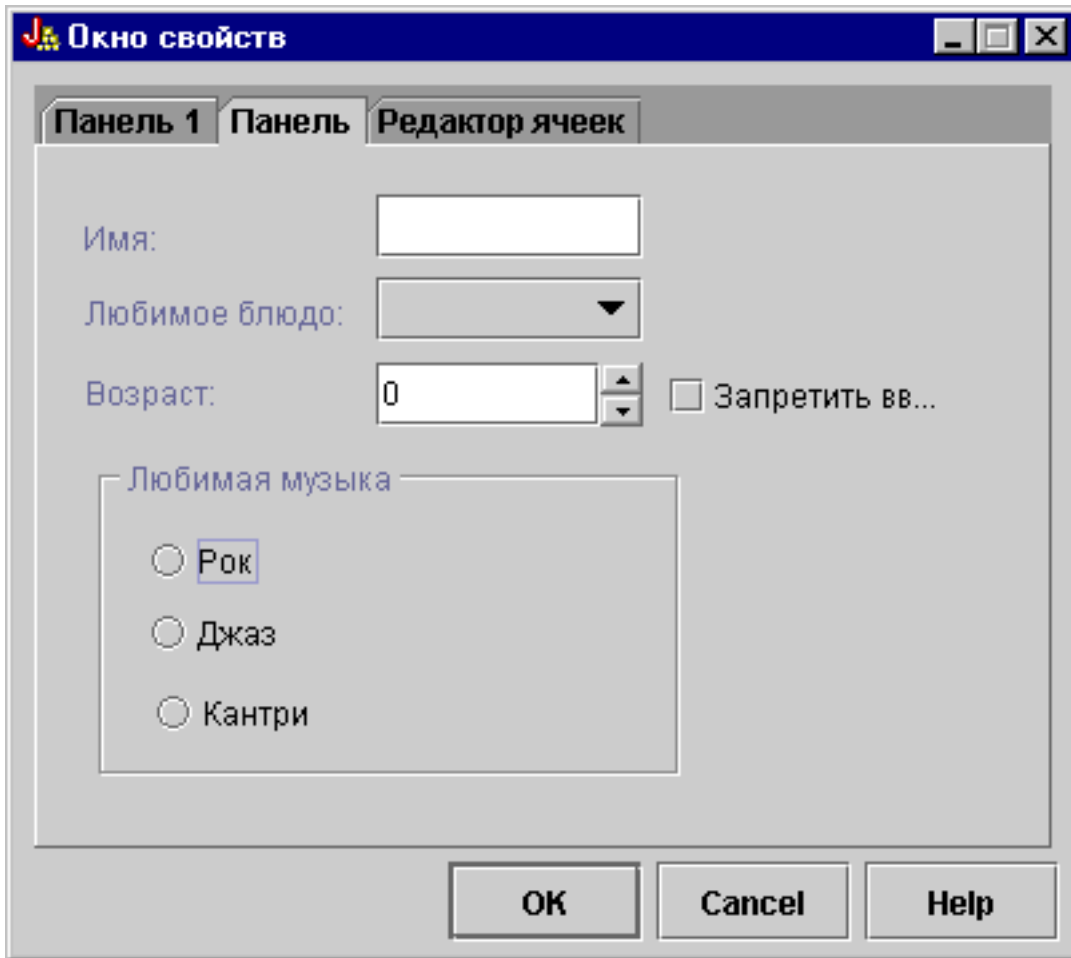 Окно свойств
Панель 1 Панель Редактор ячеек
Имя:
Любимое блюдо:
Возраст: 0 Запретить вв...
Любимая музыка
Рок
Джаз
Кантри
OK Cancel Help